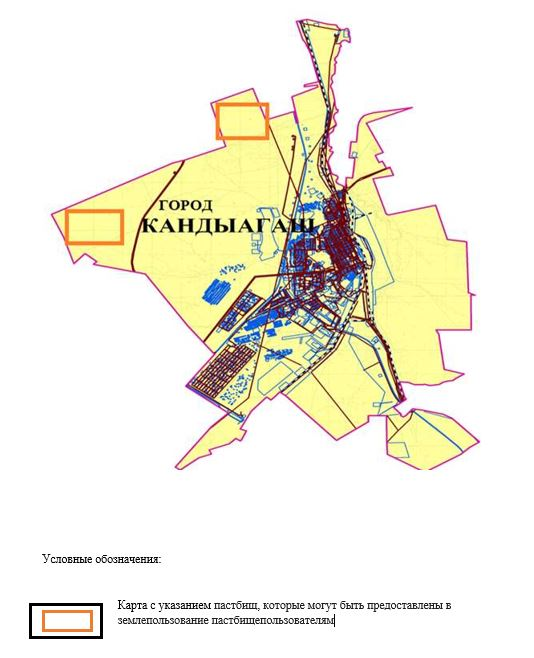 ГОРОД
КАНДЫАГАШ
Условные обозначения:
Карта с указанием пастбищ, которые могут быть предоставлены в
землепользование пастбищепользователям